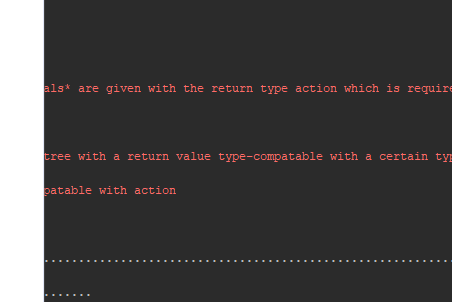 als* are given with the return type action which is require
tree with a return value type-compatable with a certain typ
patable with action
...........................................................
.......